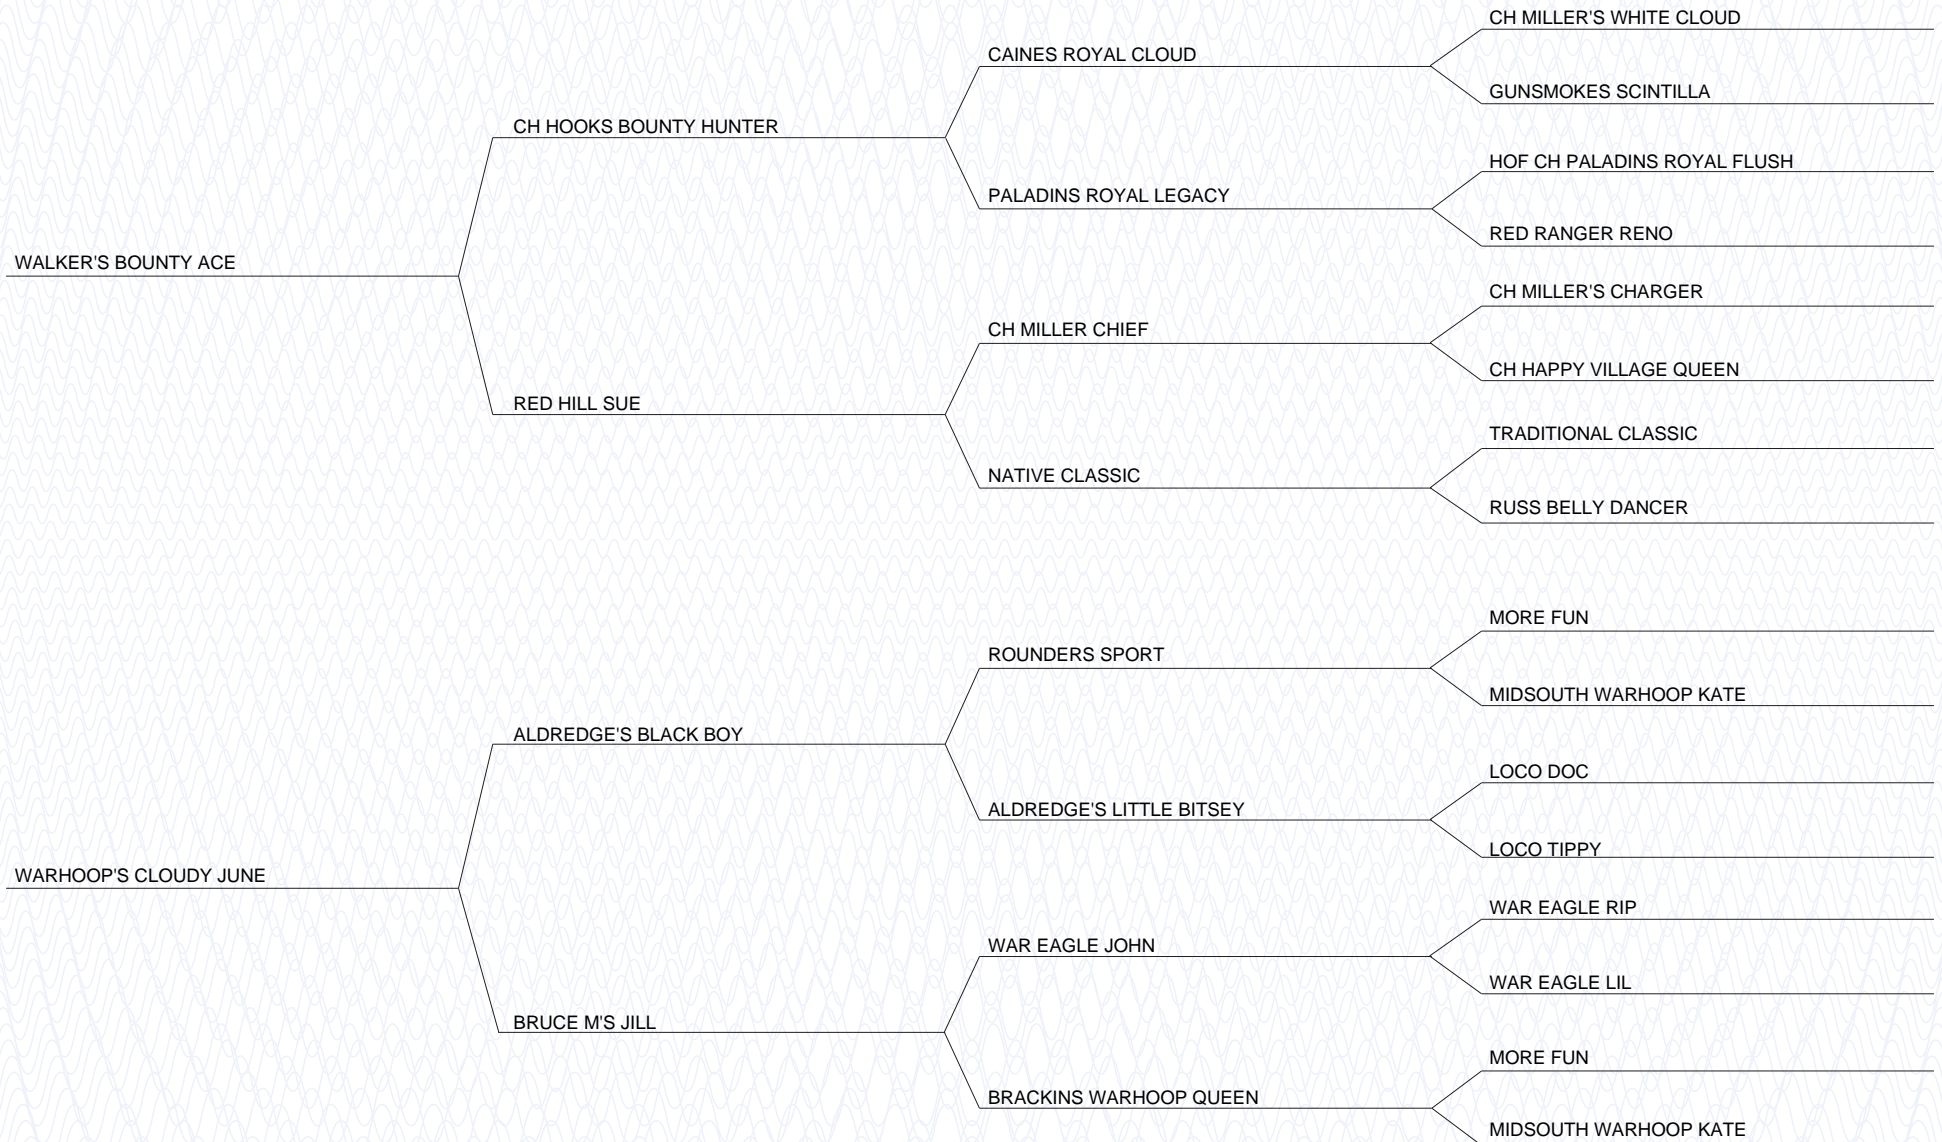 CH MILLER'S WHITE CLOUD
CAINES ROYAL CLOUD
GUNSMOKES SCINTILLA
CH HOOKS BOUNTY HUNTER
HOF CH PALADINS ROYAL FLUSH
PALADINS ROYAL LEGACY
RED RANGER RENO
WALKER'S BOUNTY ACE
CH MILLER'S CHARGER
CH MILLER CHIEF
CH HAPPY VILLAGE QUEEN
RED HILL SUE
TRADITIONAL CLASSIC
NATIVE CLASSIC
RUSS BELLY DANCER
MORE FUN
ROUNDERS SPORT
MIDSOUTH WARHOOP KATE
ALDREDGE'S BLACK BOY
LOCO DOC
ALDREDGE'S LITTLE BITSEY
LOCO TIPPY
WARHOOP'S CLOUDY JUNE
WAR EAGLE RIP
WAR EAGLE JOHN
WAR EAGLE LIL
BRUCE M'S JILL
MORE FUN
BRACKINS WARHOOP QUEEN
MIDSOUTH WARHOOP KATE